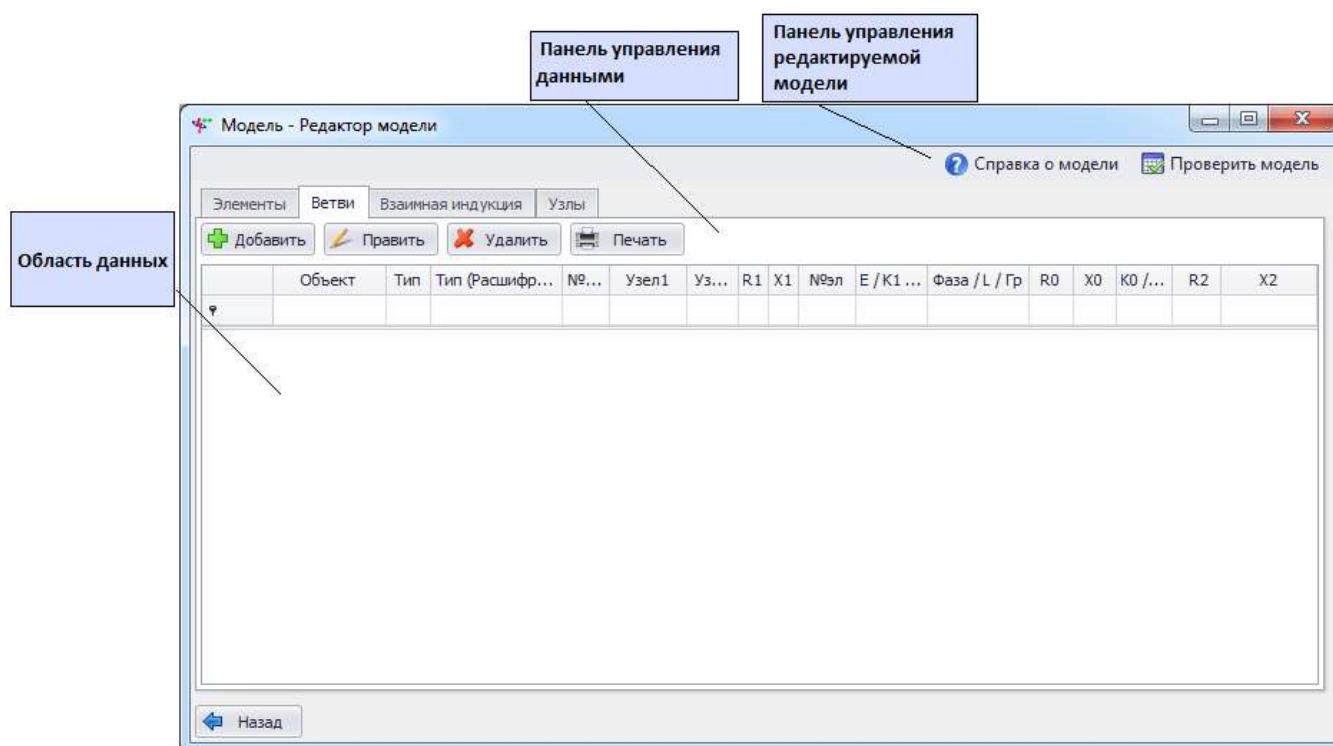 Панель управления
данными
Панель управления
редактируемой
модели
Модель - Редактор модели
Справка о модели Проверить модель
Элементы Ветви Взаимная индукция Узлы
Область данных
Добавить Править Удалить Печать
Объект Тип Тип (Расшифр... №... Узел1 Уз... R1 X1 №эл E / K1 ... Фаза / L / Гр R0 X0 K0 /... R2 X2
Назад